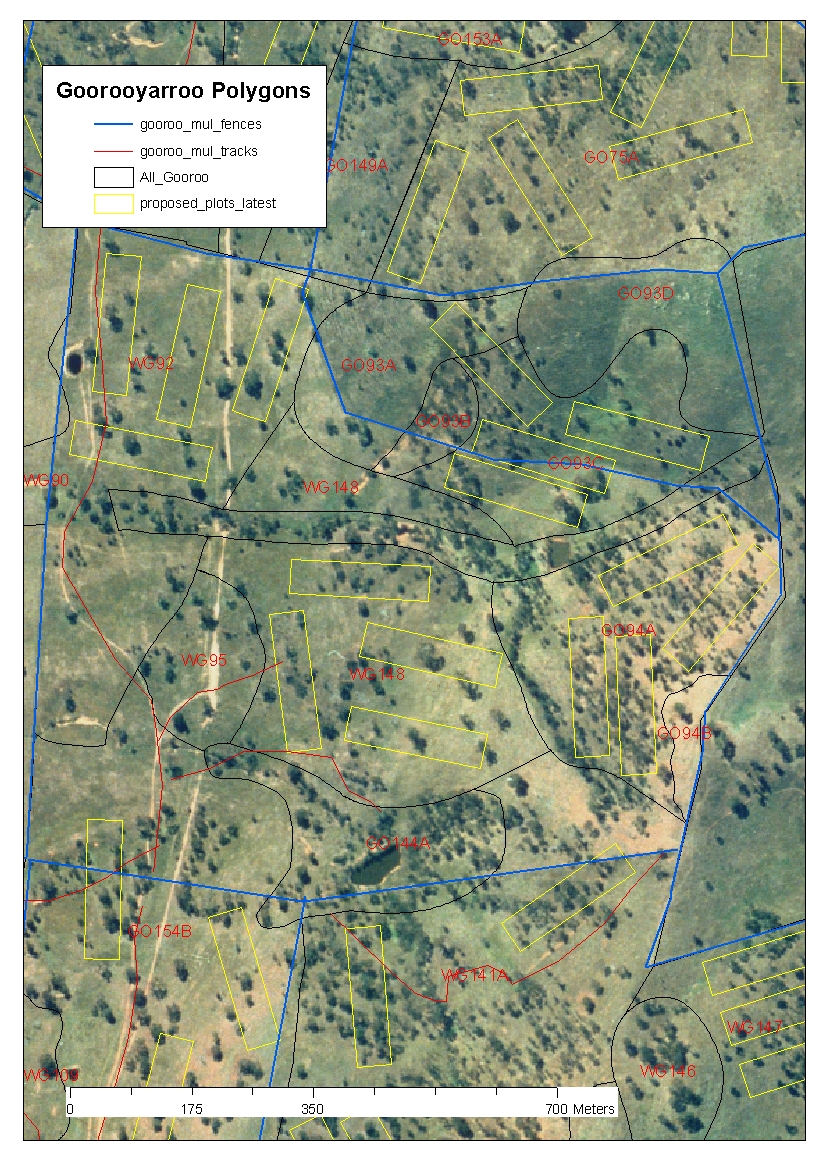 GO153A
Goorooyarroo Polygons
gooroo_mul_fences
gooroo_mul_tracks
All_Gooroo
proposed_plots_latest
GO149A
GO75A
GO93D
WG92
GO93A
GO93B
GO93C
WG90
WG148
GO94A
WG95
WG148
GO94B
GO144A
GO154B
WG141A
WG147
WG109
WG146
0 175 350 700 Meters